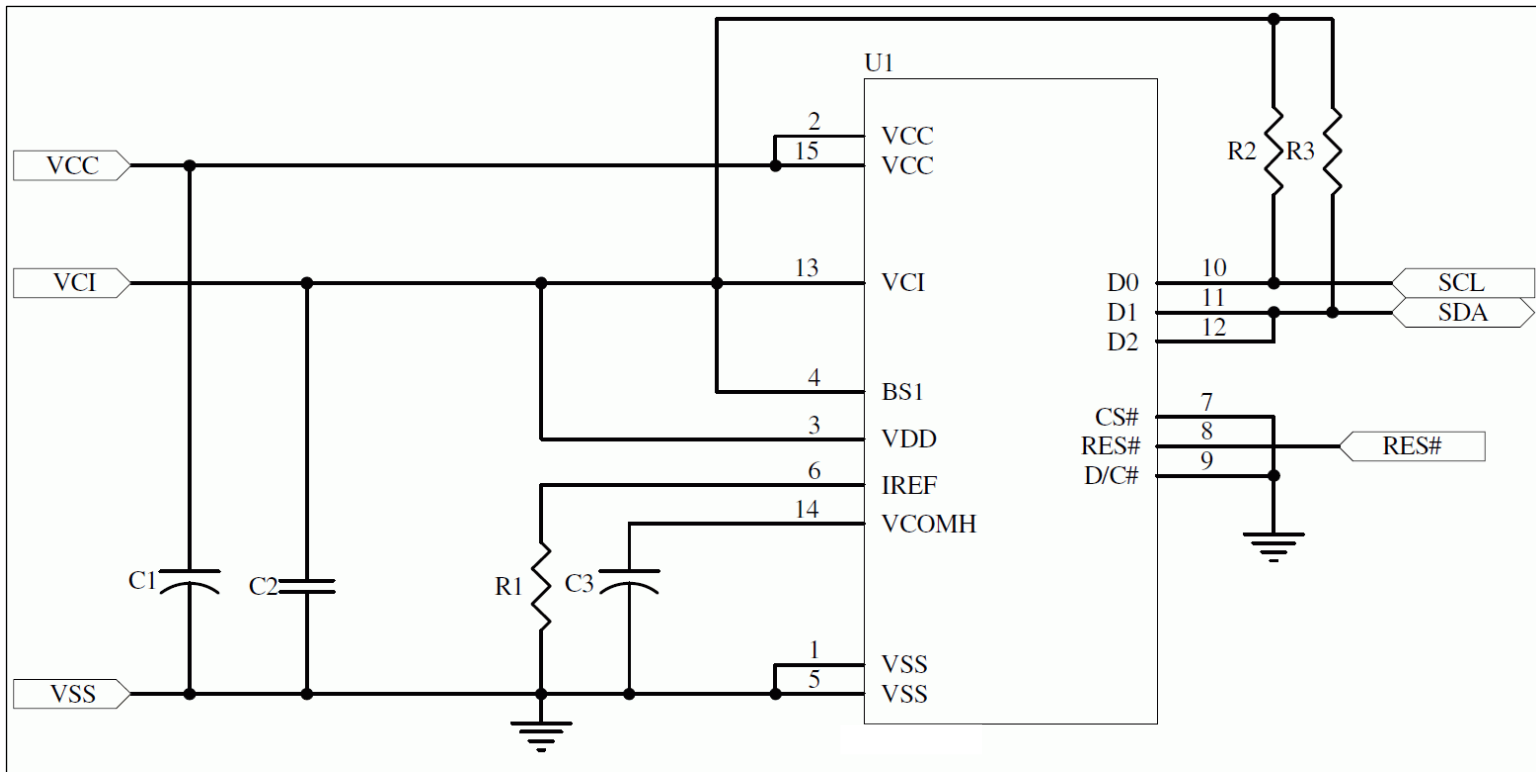 U1
2 VCC
15 VCC
VCC
R2 R3
VCI
13 VCI
D0 10 SCL
D1 11 SDA
D2 12
4 BS1
CS# 7
3 VDD
RES# 8 RES#
D/C# 9
6 IREF
14 VCOMH
C1
C2
R1
C3
1 VSS
VSS
5 VSS